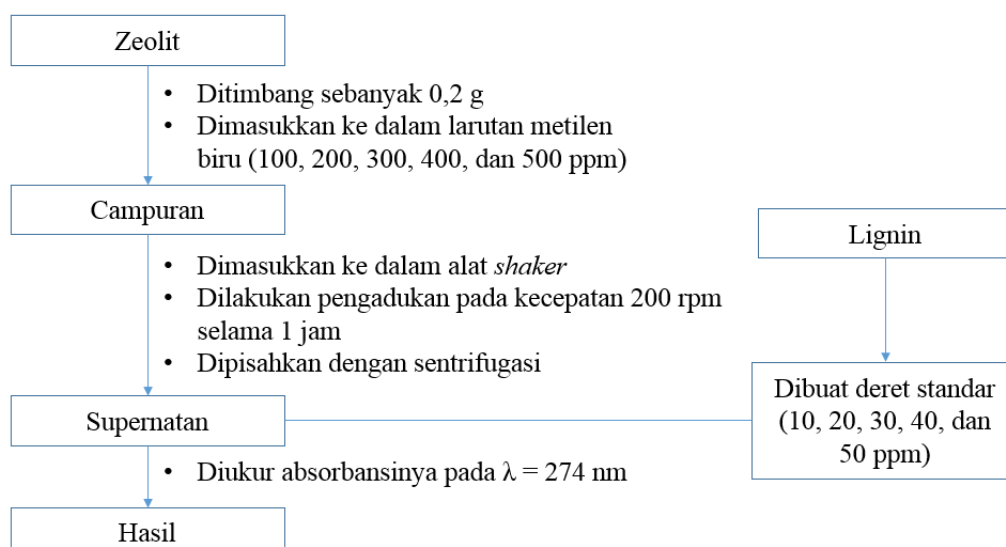 Zeolit
• Ditimbang sebanyak 0,2 g
• Dimasukkan ke dalam larutan metilen
biru (100, 200, 300, 400, dan 500 ppm)
Campuran
• Dimasukkan ke dalam alat shaker
• Dilakukan pengadukan pada kecepatan 200 rpm
selama 1 jam
• Dipisahkan dengan sentrifugasi
Lignin
Dibuat deret standar
(10, 20, 30, 40, dan
50 ppm)
Supernatan
• Diukur absorbansinya pada λ = 274 nm
Hasil